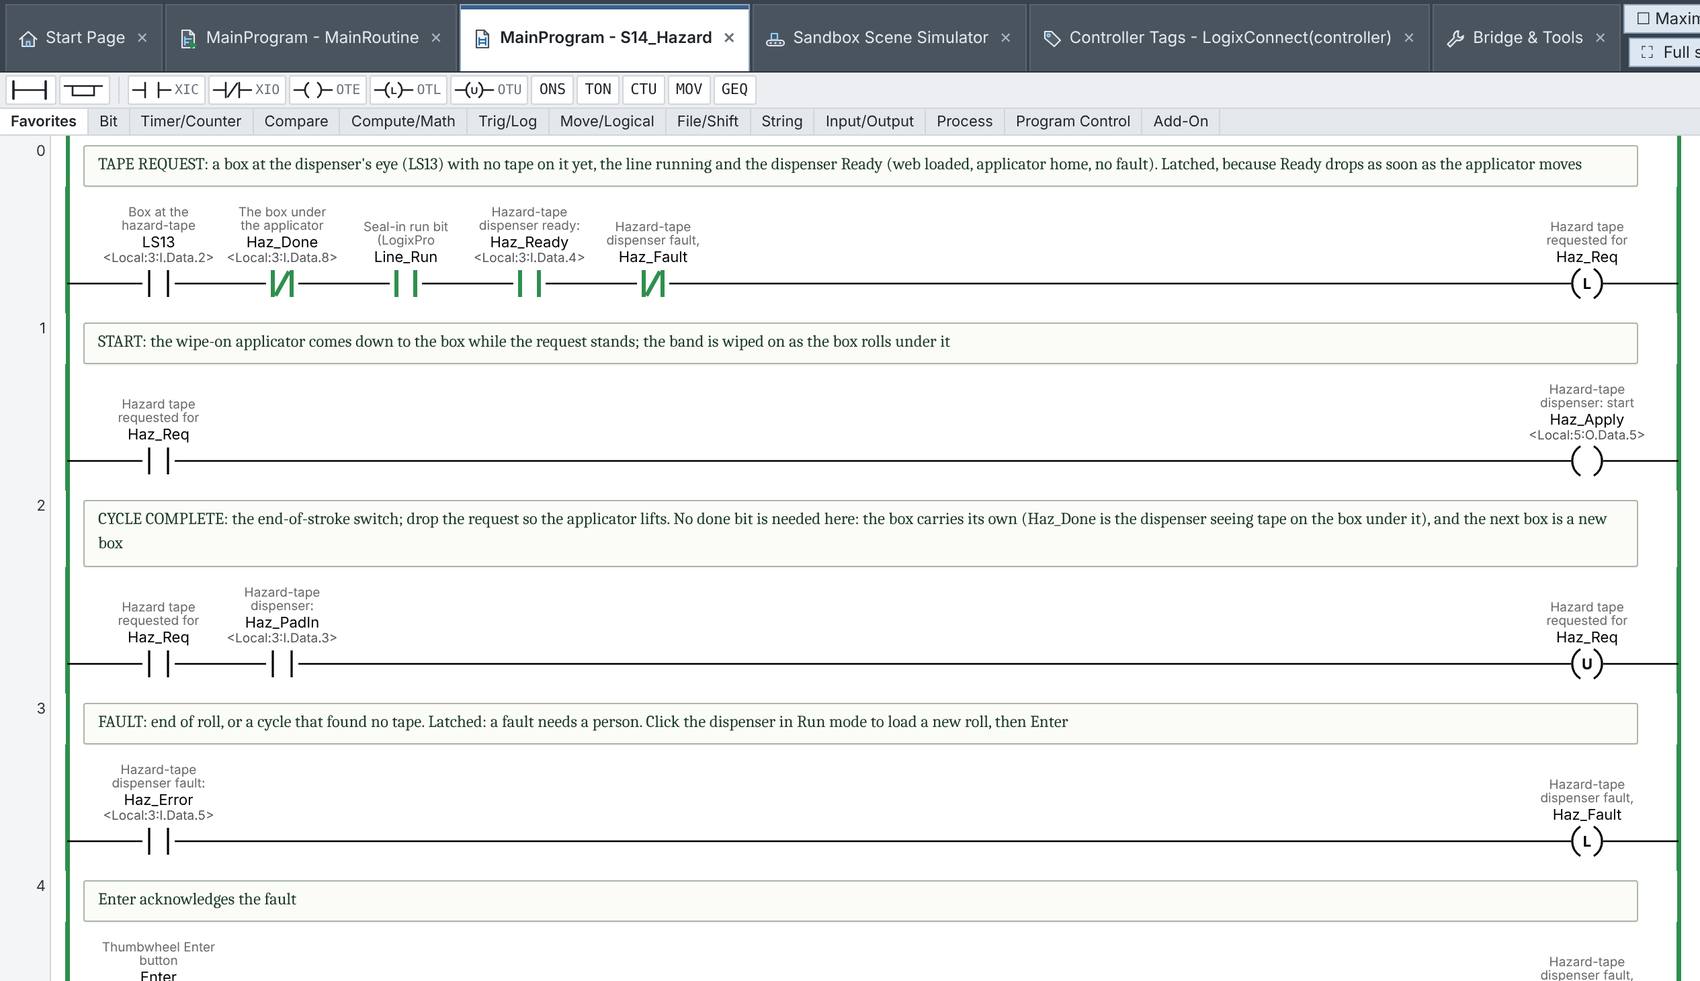 Start Page ×
MainProgram - MainRoutine ×
MainProgram - S14_Hazard ×
Sandbox Scene Simulator ×
Controller Tags - LogixConnect(controller) ×
Bridge & Tools ×
Maxim
Full s
XIC XIO OTE L OTL U OTU ONS TON CTU MOV GEQ
Favorites Bit Timer/Counter Compare Compute/Math Trig/Log Move/Logical File/Shift String Input/Output Process Program Control Add-On
0
TAPE REQUEST: a box at the dispenser's eye (LS13) with no tape on it yet, the line running and the dispenser Ready (web loaded, applicator home, no fault). Latched, because Ready drops as soon as the applicator moves
Box at the
hazard-tape
LS13
<Local:3:I.Data.2>
The box under
the applicator
Haz_Done
<Local:3:I.Data.8>
Seal-in run bit
(LogixPro
Line_Run
Hazard-tape
dispenser ready:
Haz_Ready
<Local:3:I.Data.4>
Hazard-tape
dispenser fault,
Haz_Fault
Hazard tape
requested for
Haz_Req
L
1
START: the wipe-on applicator comes down to the box while the request stands; the band is wiped on as the box rolls under it
Hazard tape
requested for
Haz_Req
Hazard-tape
dispenser: start
Haz_Apply
<Local:5:O.Data.5>
2
CYCLE COMPLETE: the end-of-stroke switch; drop the request so the applicator lifts. No done bit is needed here: the box carries its own (Haz_Done is the dispenser seeing tape on the box under it), and the next box is a new
box
Hazard tape
requested for
Haz_Req
Hazard-tape
dispenser:
Haz_PadIn
<Local:3:I.Data.3>
Hazard tape
requested for
Haz_Req
U
3
FAULT: end of roll, or a cycle that found no tape. Latched: a fault needs a person. Click the dispenser in Run mode to load a new roll, then Enter
Hazard-tape
dispenser fault:
Haz_Error
<Local:3:I.Data.5>
Hazard-tape
dispenser fault,
Haz_Fault
L
4
Enter acknowledges the fault
Thumbwheel Enter
button
Enter
Hazard-tape
dispenser fault,